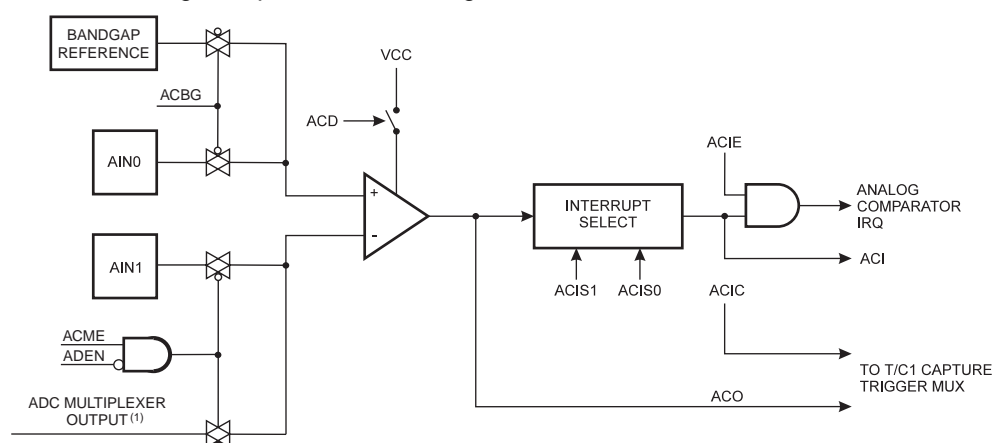 BANDGAP
REFERENCE
VCC
ACBG
ACD
ACIE
AIN0
+
INTERRUPT
SELECT
ANALOG
COMPARATOR
IRQ
-
AIN1
ACI
ACIS1 ACIS0 ACIC
ACME
ADEN
TO T/C1 CAPTURE
TRIGGER MUX
ADC MULTIPLEXER
OUTPUT (1)
ACO